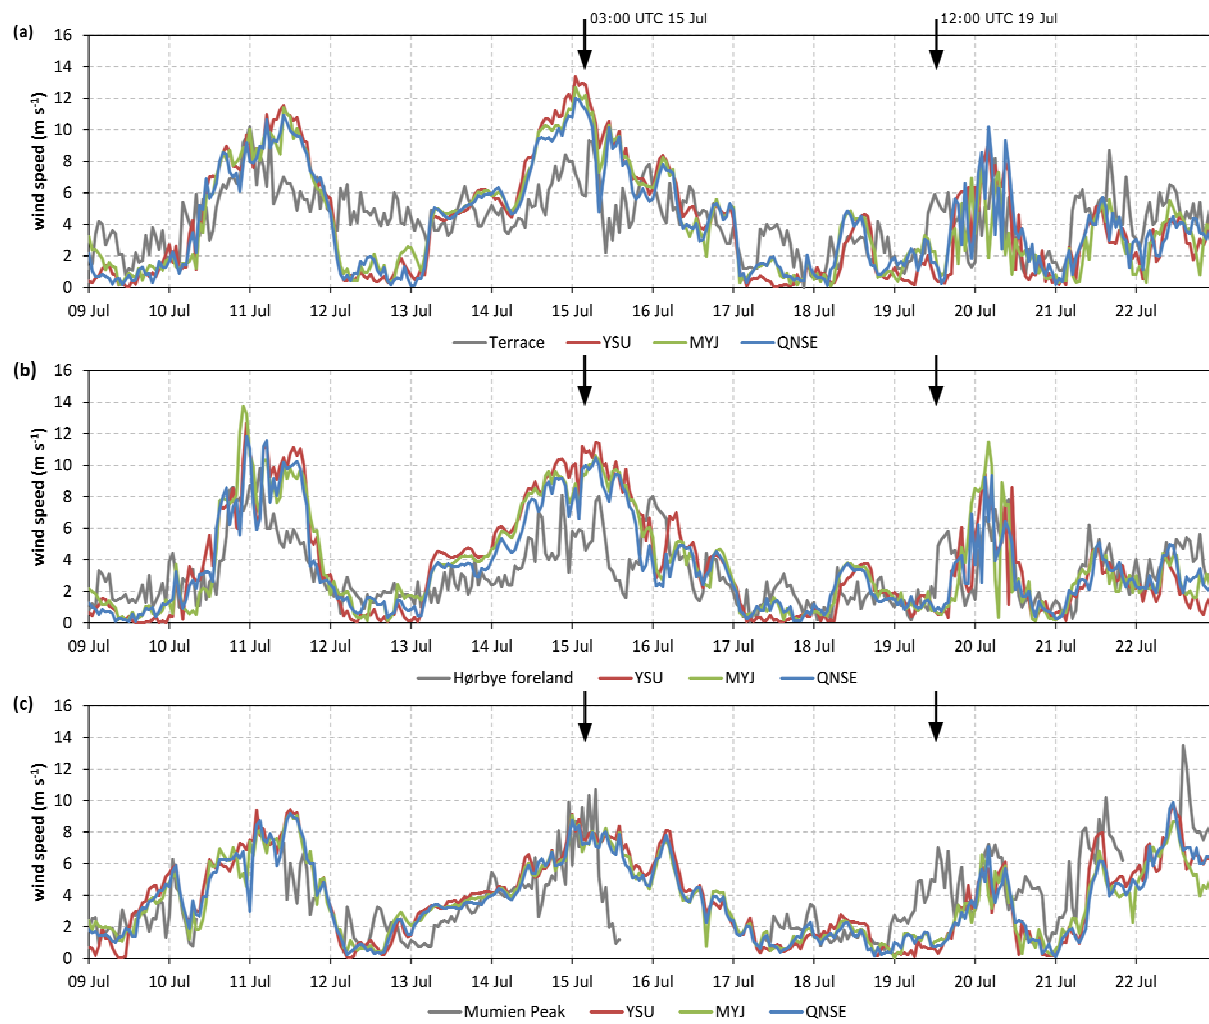 03:00 UTC 15 Jul
12:00 UTC 19 Jul
(a)
wind speed (m s-1)
16
14
12
10
8
6
4
2
0
09 Jul 10 Jul 11 Jul 12 Jul 13 Jul 14 Jul 15 Jul 16 Jul 17 Jul 18 Jul 19 Jul 20 Jul 21 Jul 22 Jul
Terrace YSU MYJ QNSE
(b)
wind speed (m s-1)
16
14
12
10
8
6
4
2
0
09 Jul 10 Jul 11 Jul 12 Jul 13 Jul 14 Jul 15 Jul 16 Jul 17 Jul 18 Jul 19 Jul 20 Jul 21 Jul 22 Jul
Hørbye foreland YSU MYJ QNSE
(c)
wind speed (m s-1)
16
14
12
10
8
6
4
2
0
09 Jul 10 Jul 11 Jul 12 Jul 13 Jul 14 Jul 15 Jul 16 Jul 17 Jul 18 Jul 19 Jul 20 Jul 21 Jul 22 Jul
Mumien Peak YSU MYJ QNSE